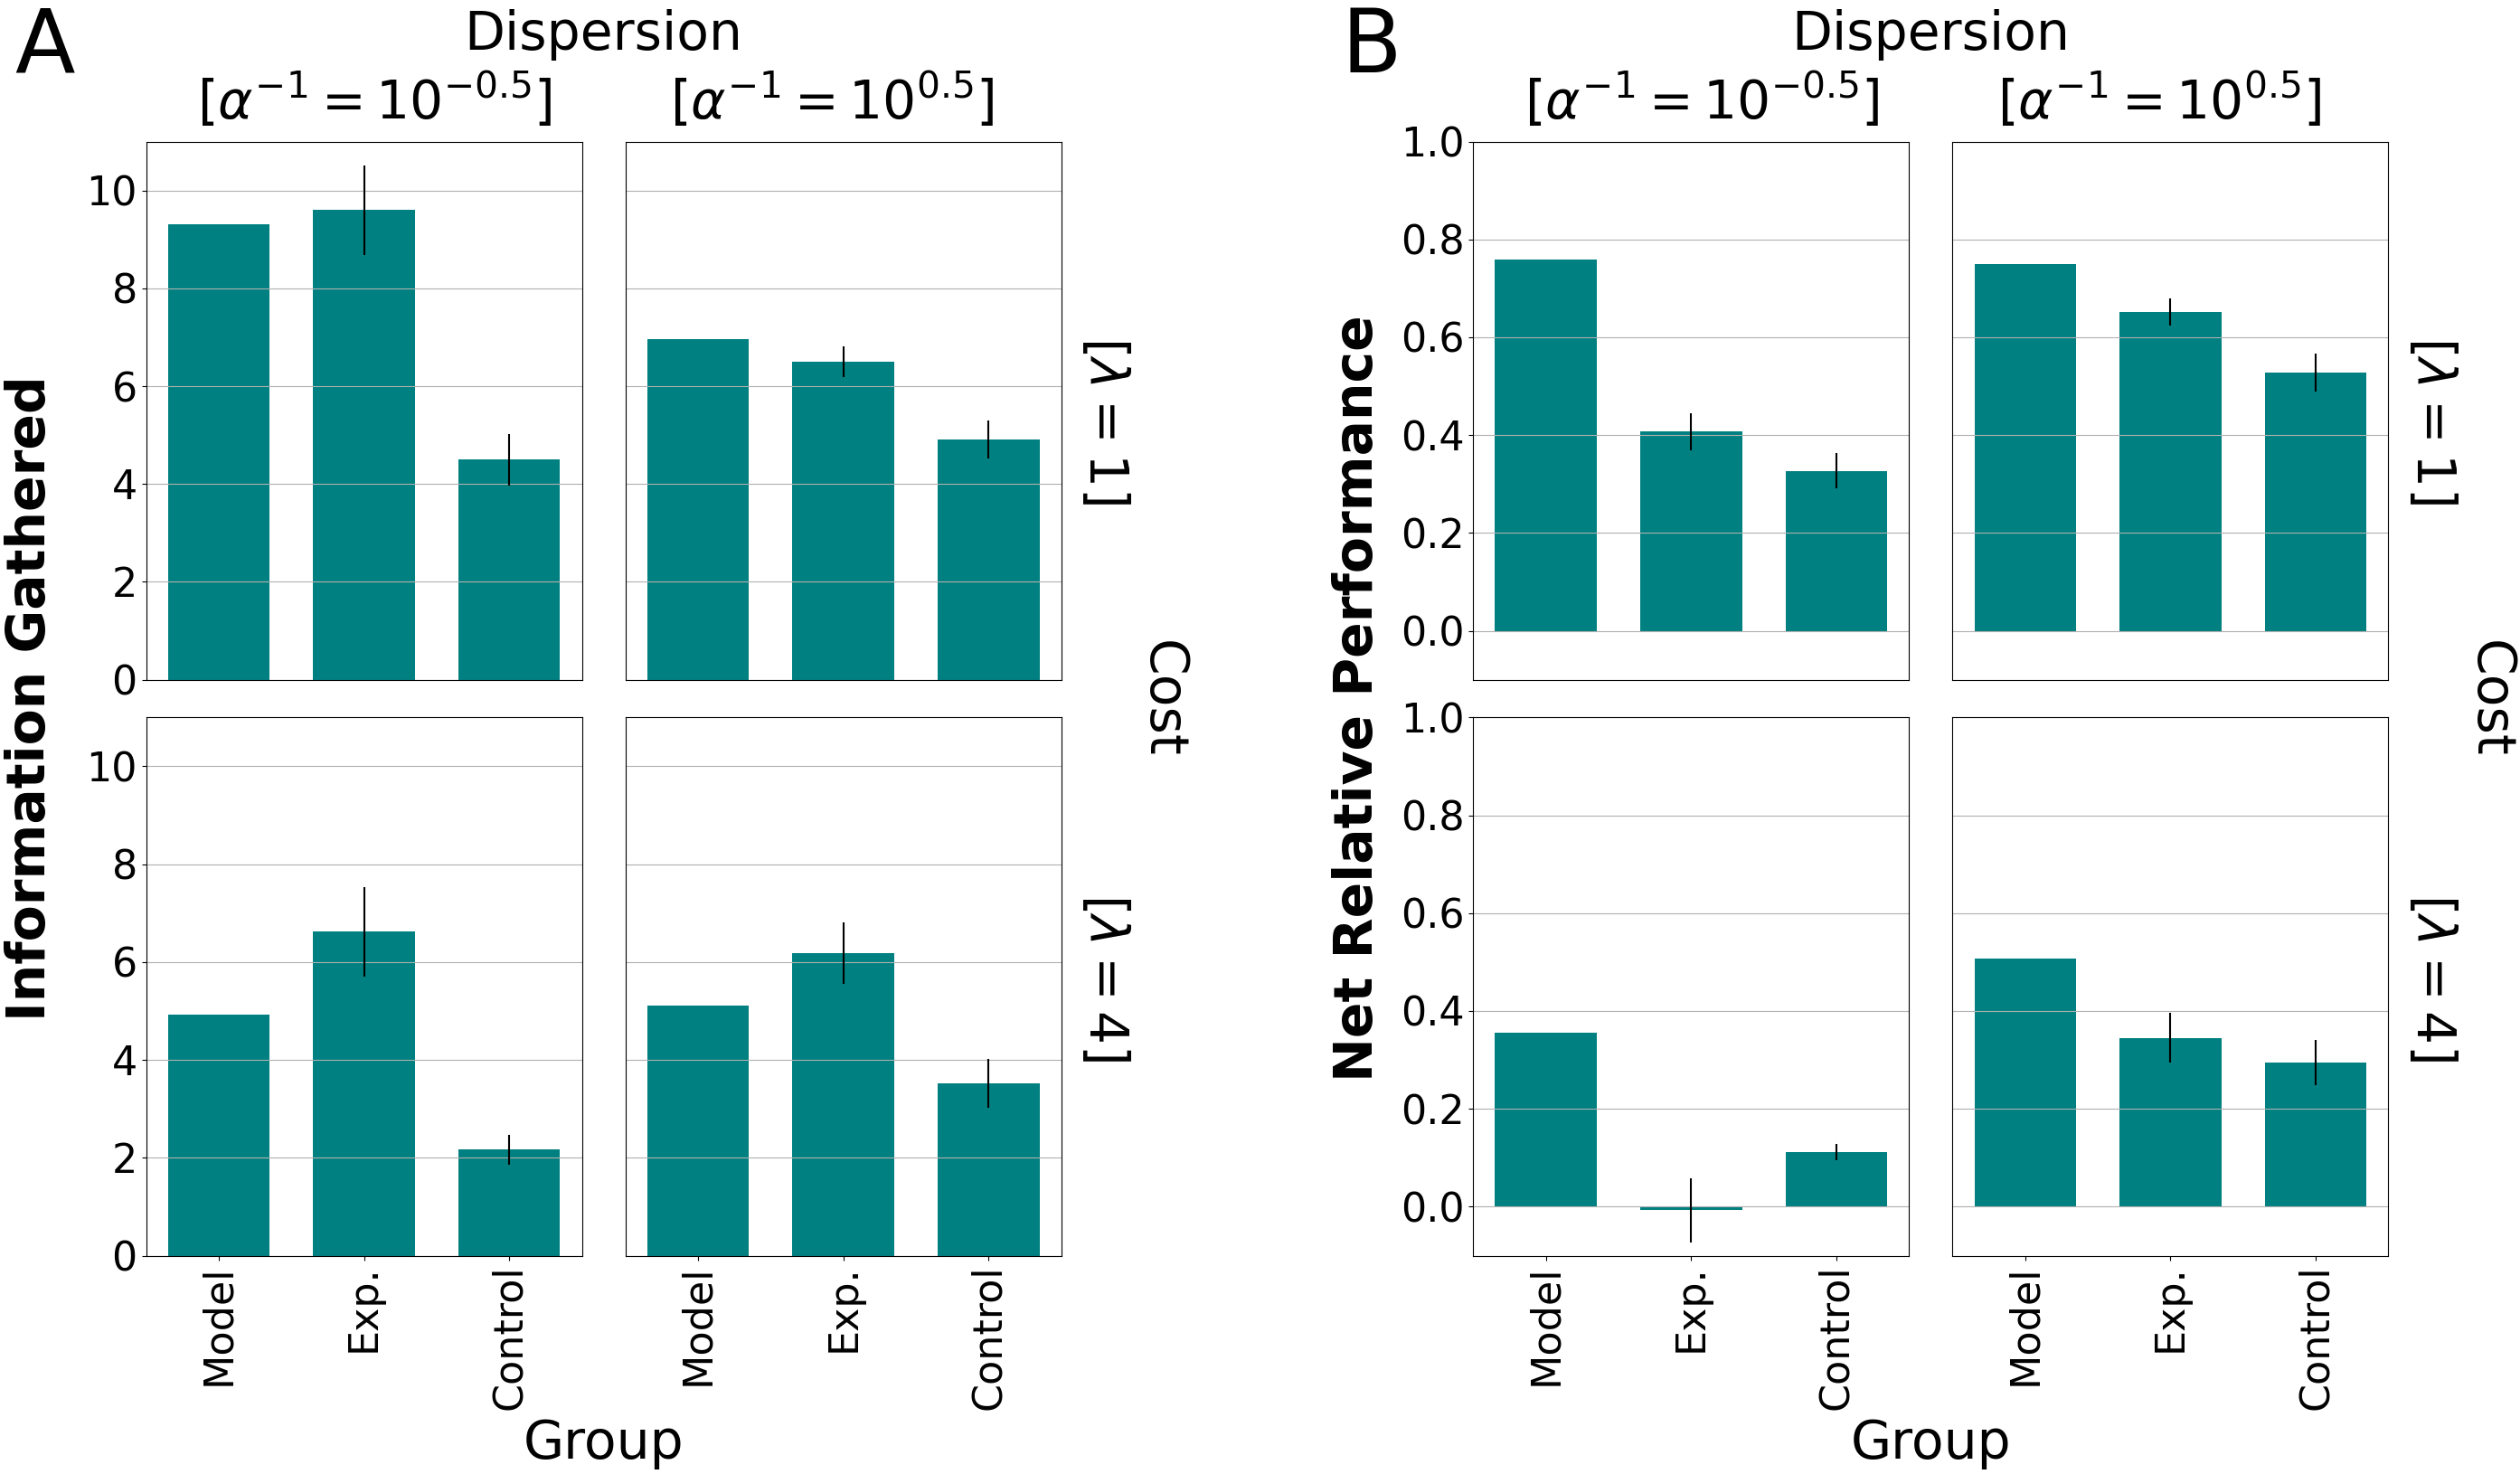 A
Dispersion
[α⁻¹ = 10⁻⁰·⁵]
[α⁻¹ = 10⁰·⁵]
Information Gathered
10
8
6
4
2
0
[λ = 1]
10
8
6
4
2
0
[λ = 4]
Cost
Model
Exp.
Control
Model
Exp.
Control
Group
B
Dispersion
[α⁻¹ = 10⁻⁰·⁵]
[α⁻¹ = 10⁰·⁵]
Net Relative Performance
1.0
0.8
0.6
0.4
0.2
0.0
[λ = 1]
1.0
0.8
0.6
0.4
0.2
0.0
[λ = 4]
Cost
Model
Exp.
Control
Model
Exp.
Control
Group